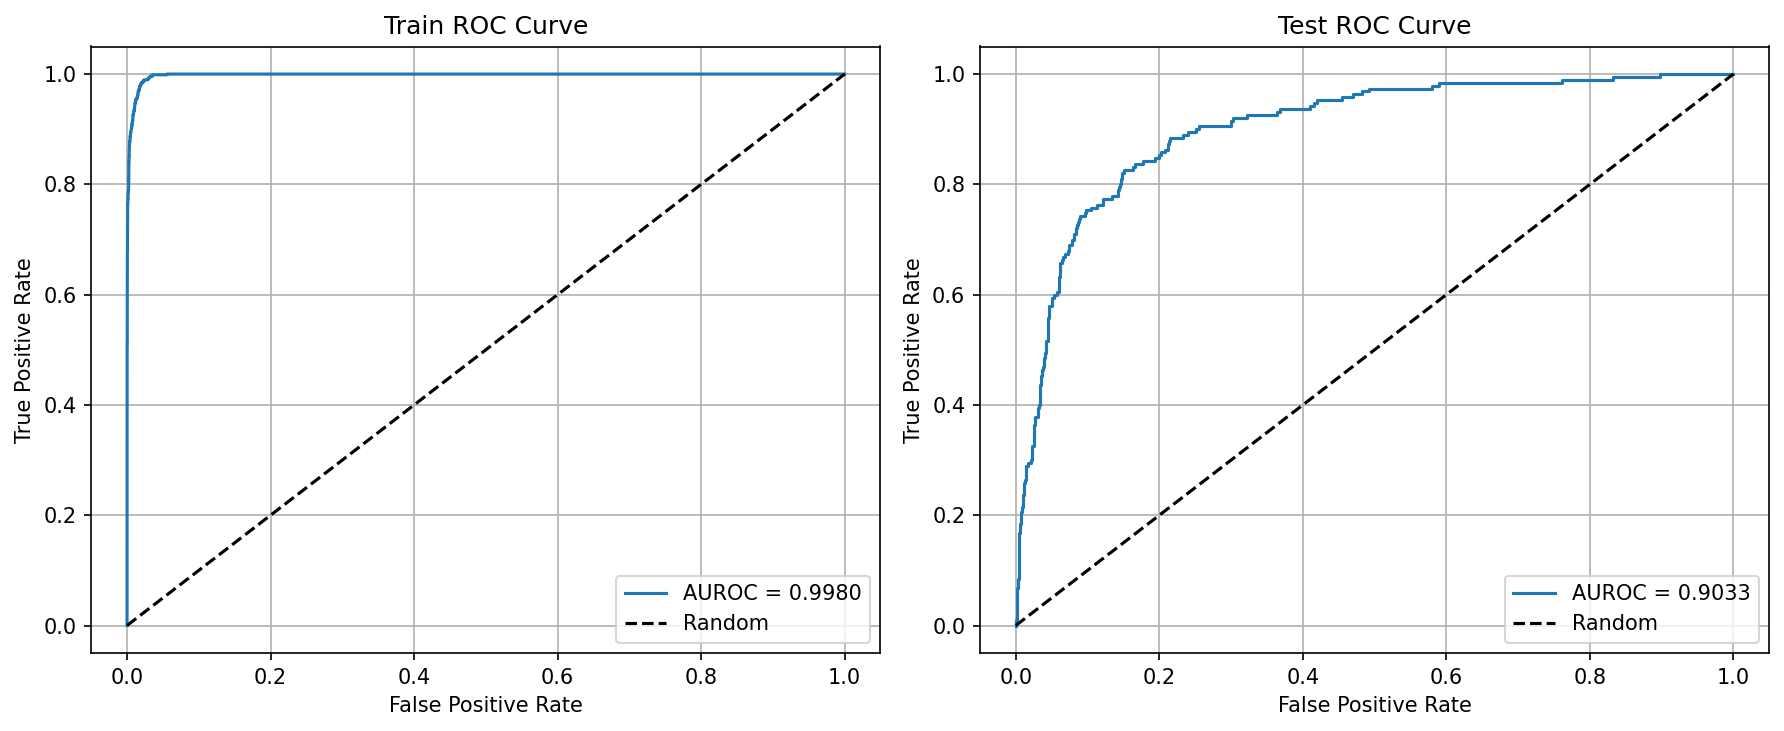 Train ROC Curve
True Positive Rate
1.0
0.8
0.6
0.4
0.2
0.0
AUROC = 0.9980
Random
0.0 0.2 0.4 0.6 0.8 1.0
False Positive Rate
Test ROC Curve
True Positive Rate
1.0
0.8
0.6
0.4
0.2
0.0
AUROC = 0.9033
Random
0.0 0.2 0.4 0.6 0.8 1.0
False Positive Rate